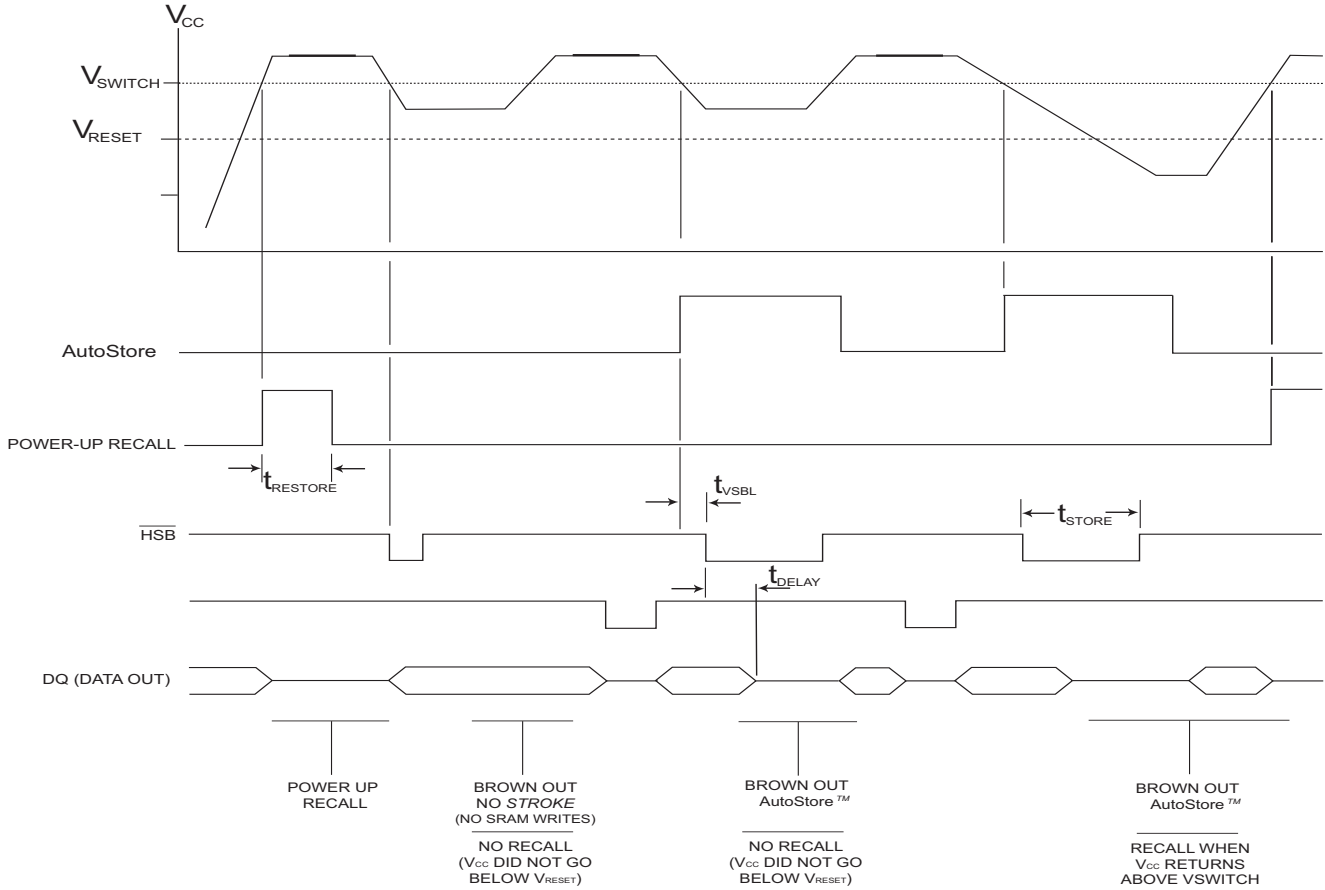 VCC
VSWITCH
VRESET
AutoStore
POWER-UP RECALL
tRESTORE
tVSBL
HSB
tSTORE
tDELAY
DQ (DATA OUT)
POWER UP
RECALL
BROWN OUT
NO STROKE
(NO SRAM WRITES)
NO RECALL
(VCC DID NOT GO
BELOW VRESET)
BROWN OUT
AutoStore™
NO RECALL
(VCC DID NOT GO
BELOW VRESET)
BROWN OUT
AutoStore™
RECALL WHEN
VCC RETURNS
ABOVE VSWITCH